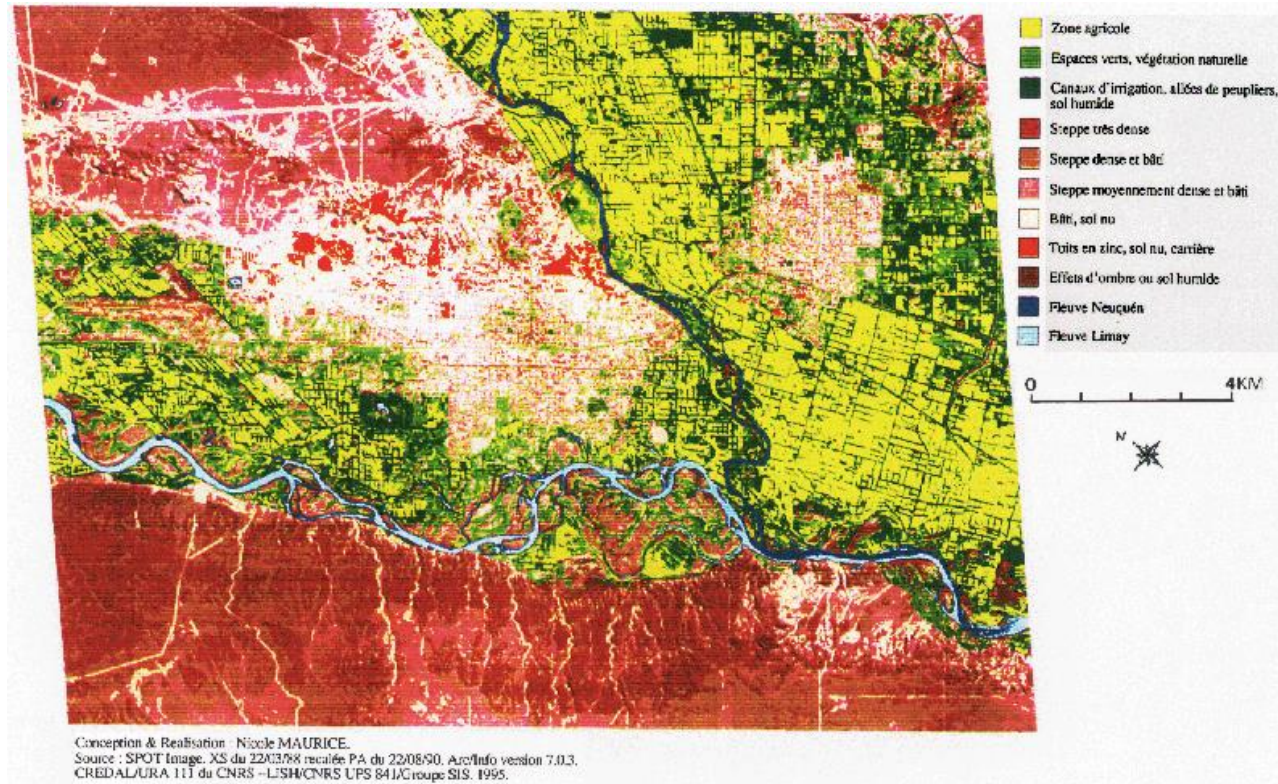 Zone agricole
Espaces verts, végétation naturelle
Canaux d'irrigation, allées de peupliers,
sol humide
Steppe très dense
Steppe dense et bâti
Steppe moyennement dense et bâti
Bâti, sol nu
Toits en zinc, sol nu, carrière
Effets d'ombre ou sol humide
Fleuve Neuquén
Fleuve Limay
0 4KM
N
Conception & Realisation : Nicole MAURICE.
Source : SPOT Image. XS du 22/03/88 recalée PA du 22/08/90. Arc/Info version 7.0.3.
CREDAL/URA 111 du CNRS -LISH/CNRS UPS 841/Groupe SIS. 1995.